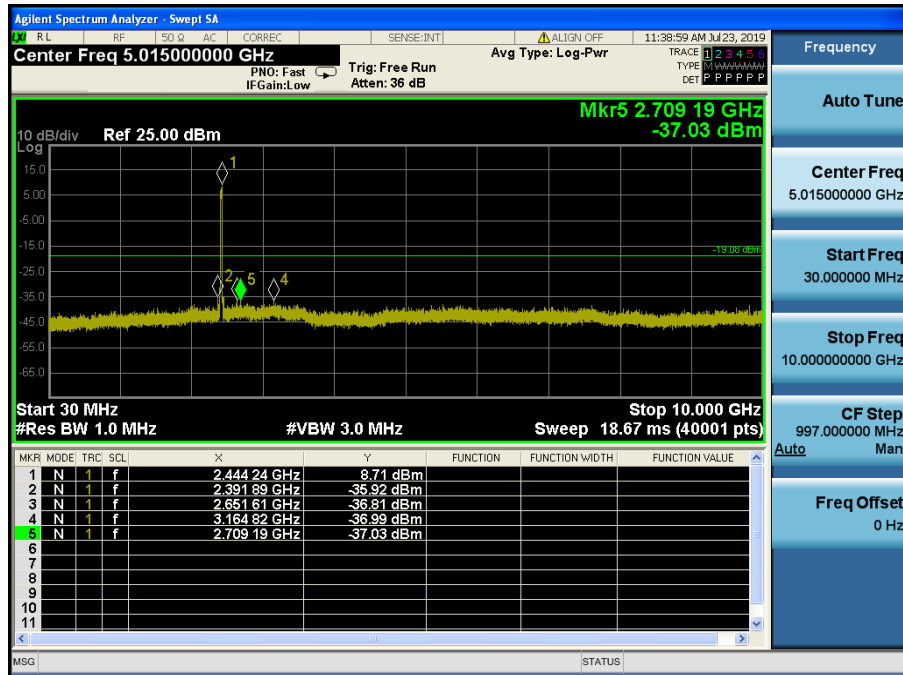 Agilent Spectrum Analyzer - Swept SA
LXI RL RF 50 Ω AC CORREC SENSE:INT ALIGN OFF 11:38:59 AM Jul 23, 2019
Center Freq 5.015000000 GHz Avg Type: Log-Pwr TRACE 1 2 3 4 5 6
PNO: Fast Trig: Free Run TYPE M WWWWW
IFGain:Low Atten: 36 dB DET P P P P P P
Mkr5 2.709 19 GHz
-37.03 dBm
10 dB/div Ref 25.00 dBm
Log
15.0
5.00
-5.00
-15.0
-25.0
-35.0
-45.0
-55.0
-65.0
1
2
5
4
-19.08 dBm
Start 30 MHz Stop 10.000 GHz
#Res BW 1.0 MHz #VBW 3.0 MHz Sweep 18.67 ms (40001 pts)
MKR MODE TRC SCL X Y FUNCTION FUNCTION WIDTH FUNCTION VALUE
1 N 1 f 2.444 24 GHz 8.71 dBm
2 N 1 f 2.391 89 GHz -35.92 dBm
3 N 1 f 2.651 61 GHz -36.81 dBm
4 N 1 f 3.164 82 GHz -36.99 dBm
5 N 1 f 2.709 19 GHz -37.03 dBm
6
7
8
9
10
11
MSG STATUS
Frequency
Auto Tune
Center Freq
5.015000000 GHz
Start Freq
30.000000 MHz
Stop Freq
10.000000000 GHz
CF Step
997.000000 MHz
Auto Man
Freq Offset
0 Hz